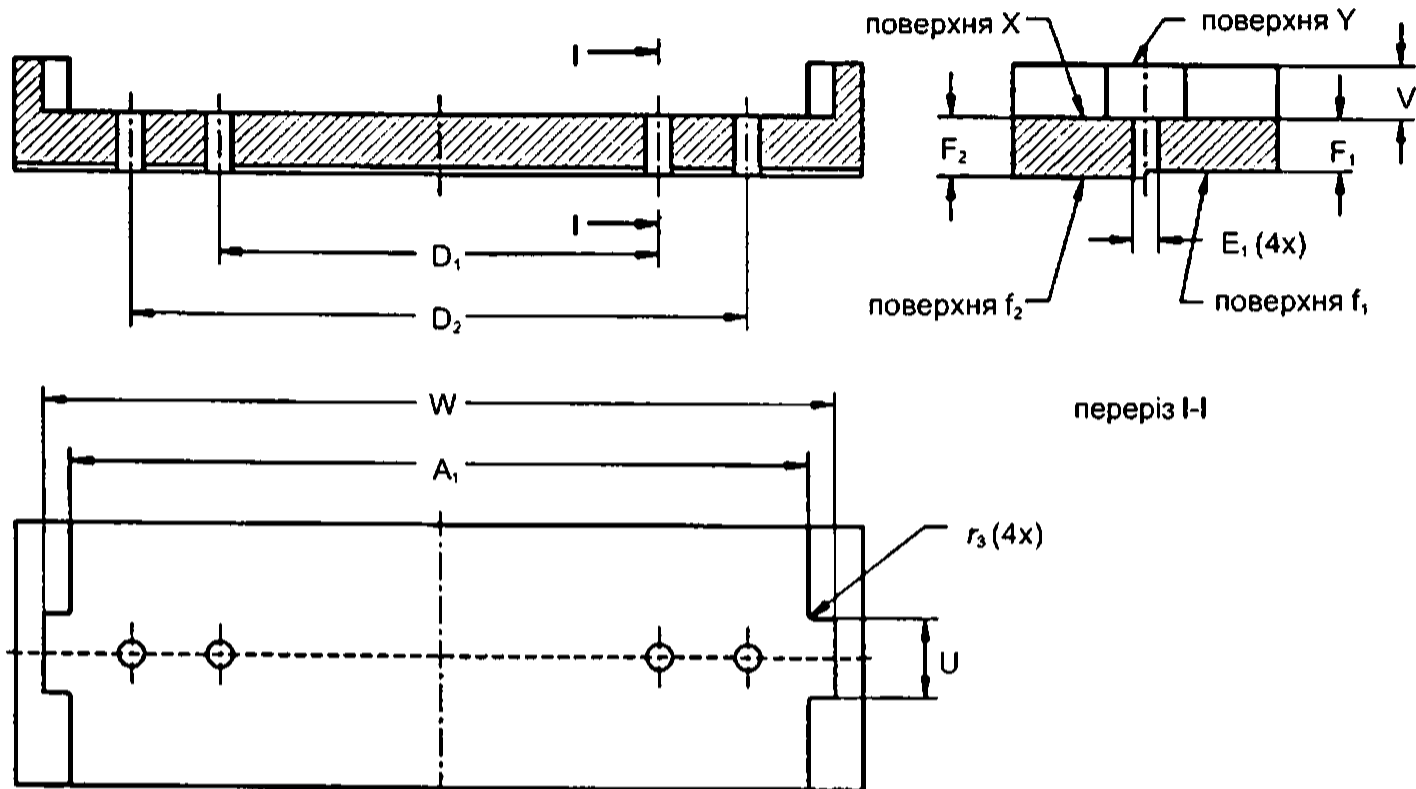 I
I
D₁
D₂
поверхня X
поверхня Y
V
F₂
F₁
E₁ (4x)
поверхня f₂
поверхня f₁
переріз I-I
W
A₁
r₃ (4x)
U